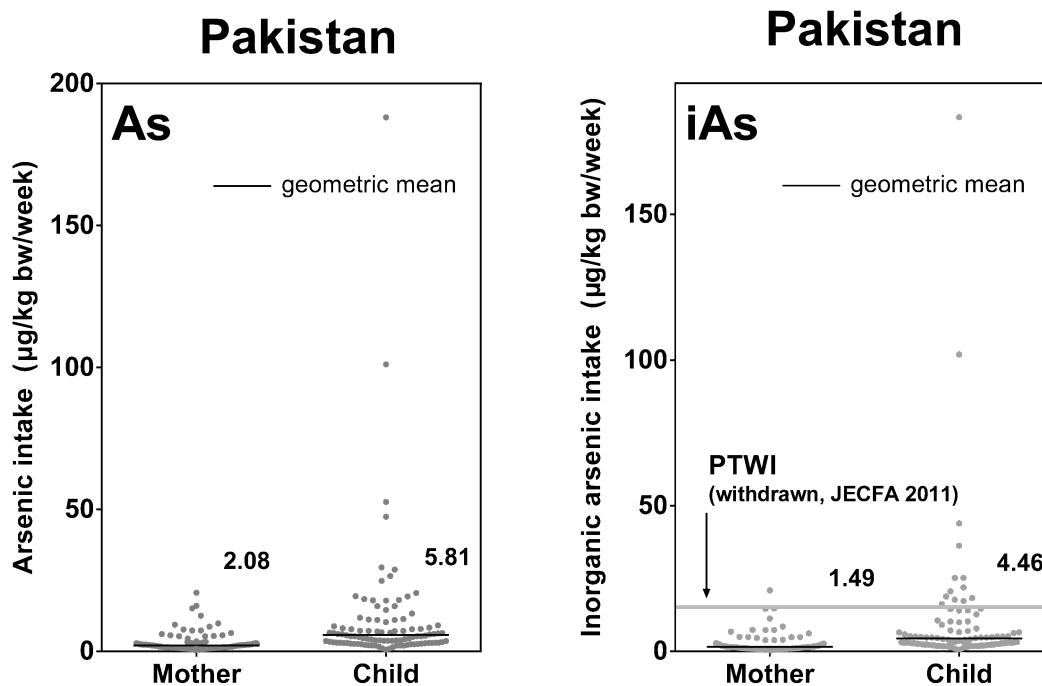 Pakistan
As
geometric mean
Arsenic intake (µg/kg bw/week)
200
150
100
50
0
2.08
5.81
Mother
Child
Pakistan
iAs
geometric mean
Inorganic arsenic intake (µg/kg bw/week)
150
100
50
0
PTWI
(withdrawn, JECFA 2011)
1.49
4.46
Mother
Child